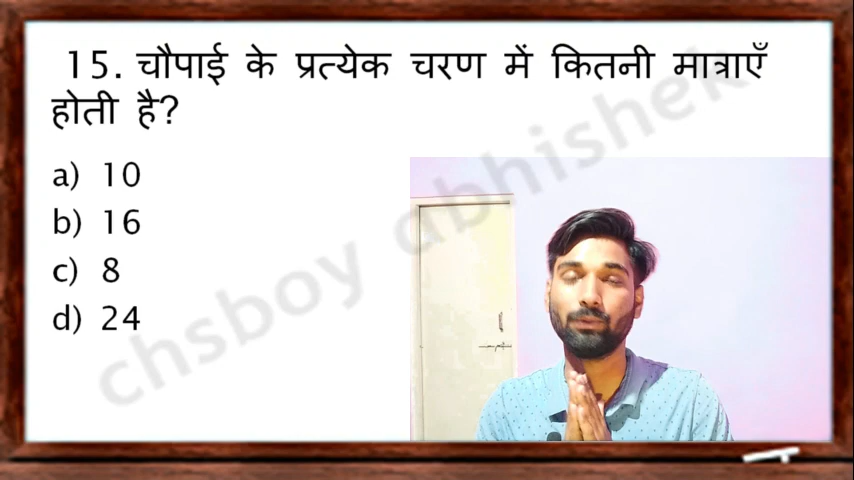 15. चौपाई के प्रत्येक चरण में कितनी मात्राएँ
होती है?
a) 10
b) 16
c) 8
d) 24
chsboy abhishek